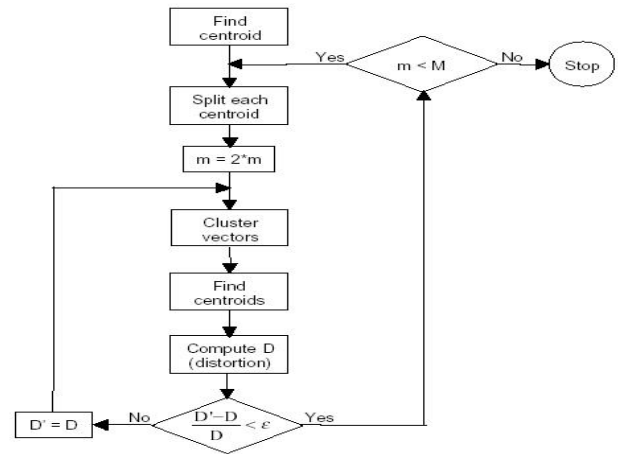 Find
centroid
Yes
m < M
No
Stop
Split each
centroid
m = 2*m
Cluster
vectors
Find
centroids
Compute D
(distortion)
D' = D
No
D'−D
D
< ε
Yes